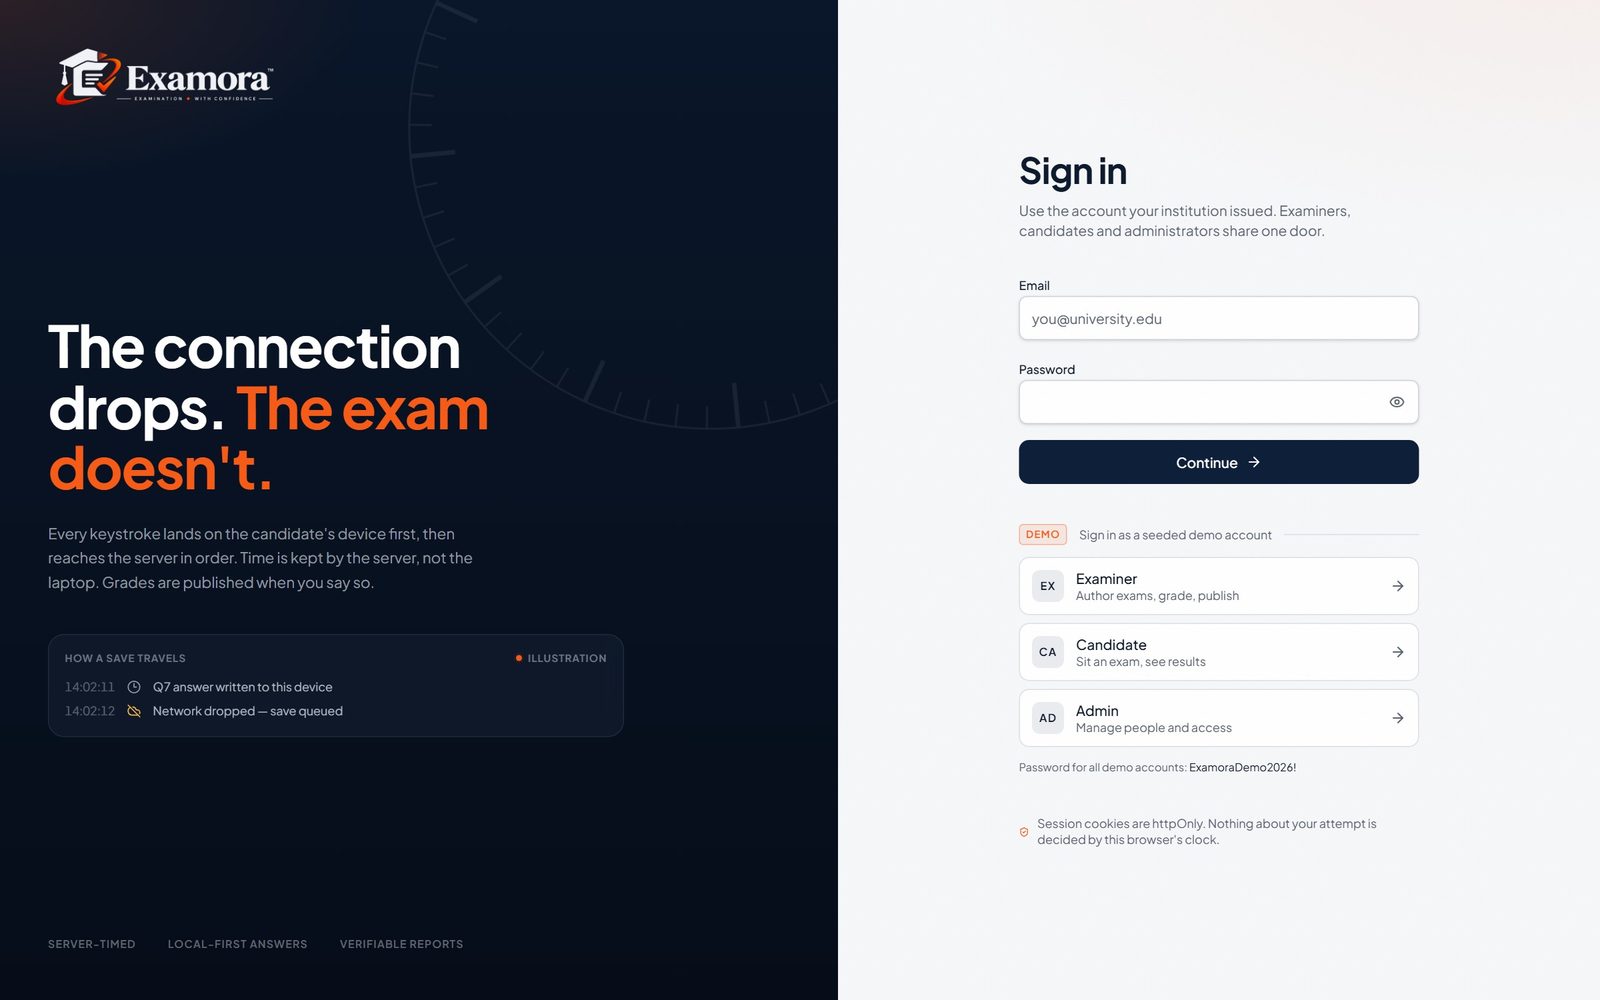 Examora™
EXAMINATION • WITH CONFIDENCE
The connection
drops. The exam
doesn't.
Every keystroke lands on the candidate's device first, then
reaches the server in order. Time is kept by the server, not the
laptop. Grades are published when you say so.
HOW A SAVE TRAVELS
ILLUSTRATION
14:02:11 Q7 answer written to this device
14:02:12 Network dropped — save queued
SERVER-TIMED
LOCAL-FIRST ANSWERS
VERIFIABLE REPORTS
Sign in
Use the account your institution issued. Examiners,
candidates and administrators share one door.
Email
you@university.edu
Password
Continue
DEMO Sign in as a seeded demo account
EX
Examiner
Author exams, grade, publish
CA
Candidate
Sit an exam, see results
AD
Admin
Manage people and access
Password for all demo accounts: ExamoraDemo2026!
Session cookies are httpOnly. Nothing about your attempt is
decided by this browser's clock.